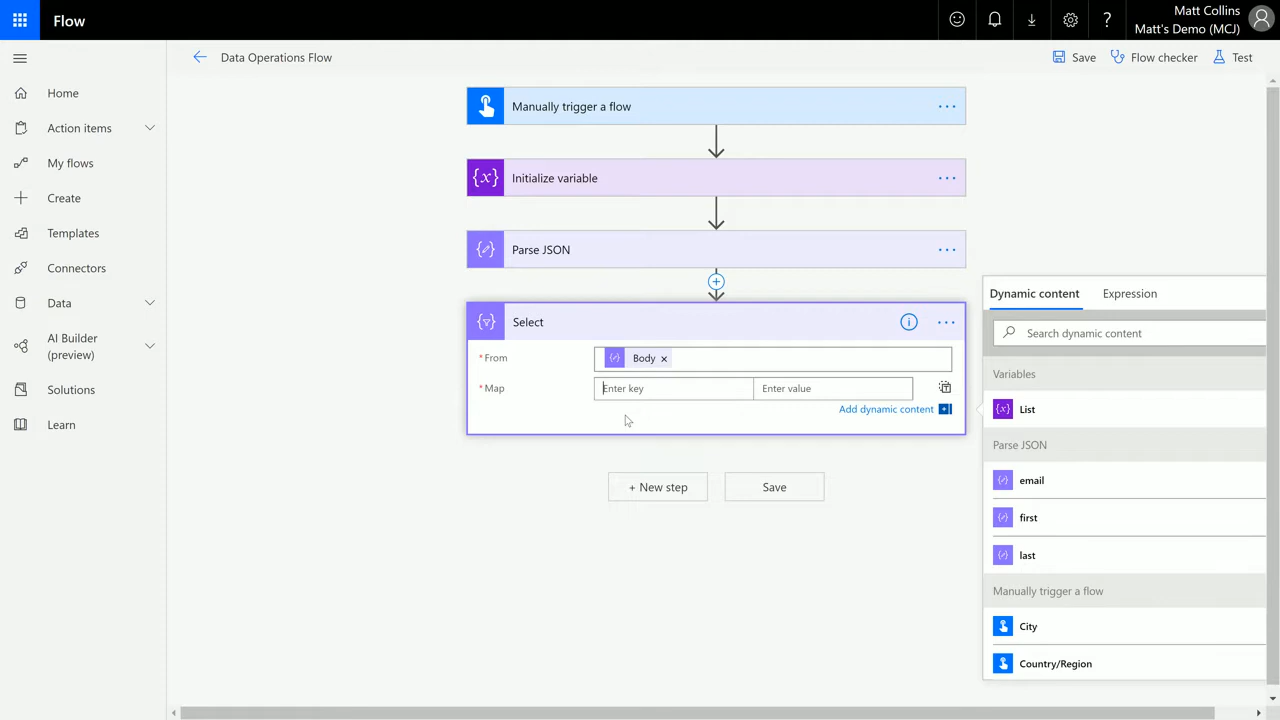 Flow
Matt Collins
Matt's Demo (MCJ)
?
Data Operations Flow
Save
Flow checker
Test
Home
Action items
My flows
Create
Templates
Connectors
Data
AI Builder
(preview)
Solutions
Learn
Manually trigger a flow
{x} Initialize variable
Parse JSON
Select
* From
Body ×
* Map
Enter key
Enter value
Add dynamic content
+ New step
Save
Dynamic content
Expression
Search dynamic content
Variables
{x} List
Parse JSON
email
first
last
Manually trigger a flow
City
Country/Region